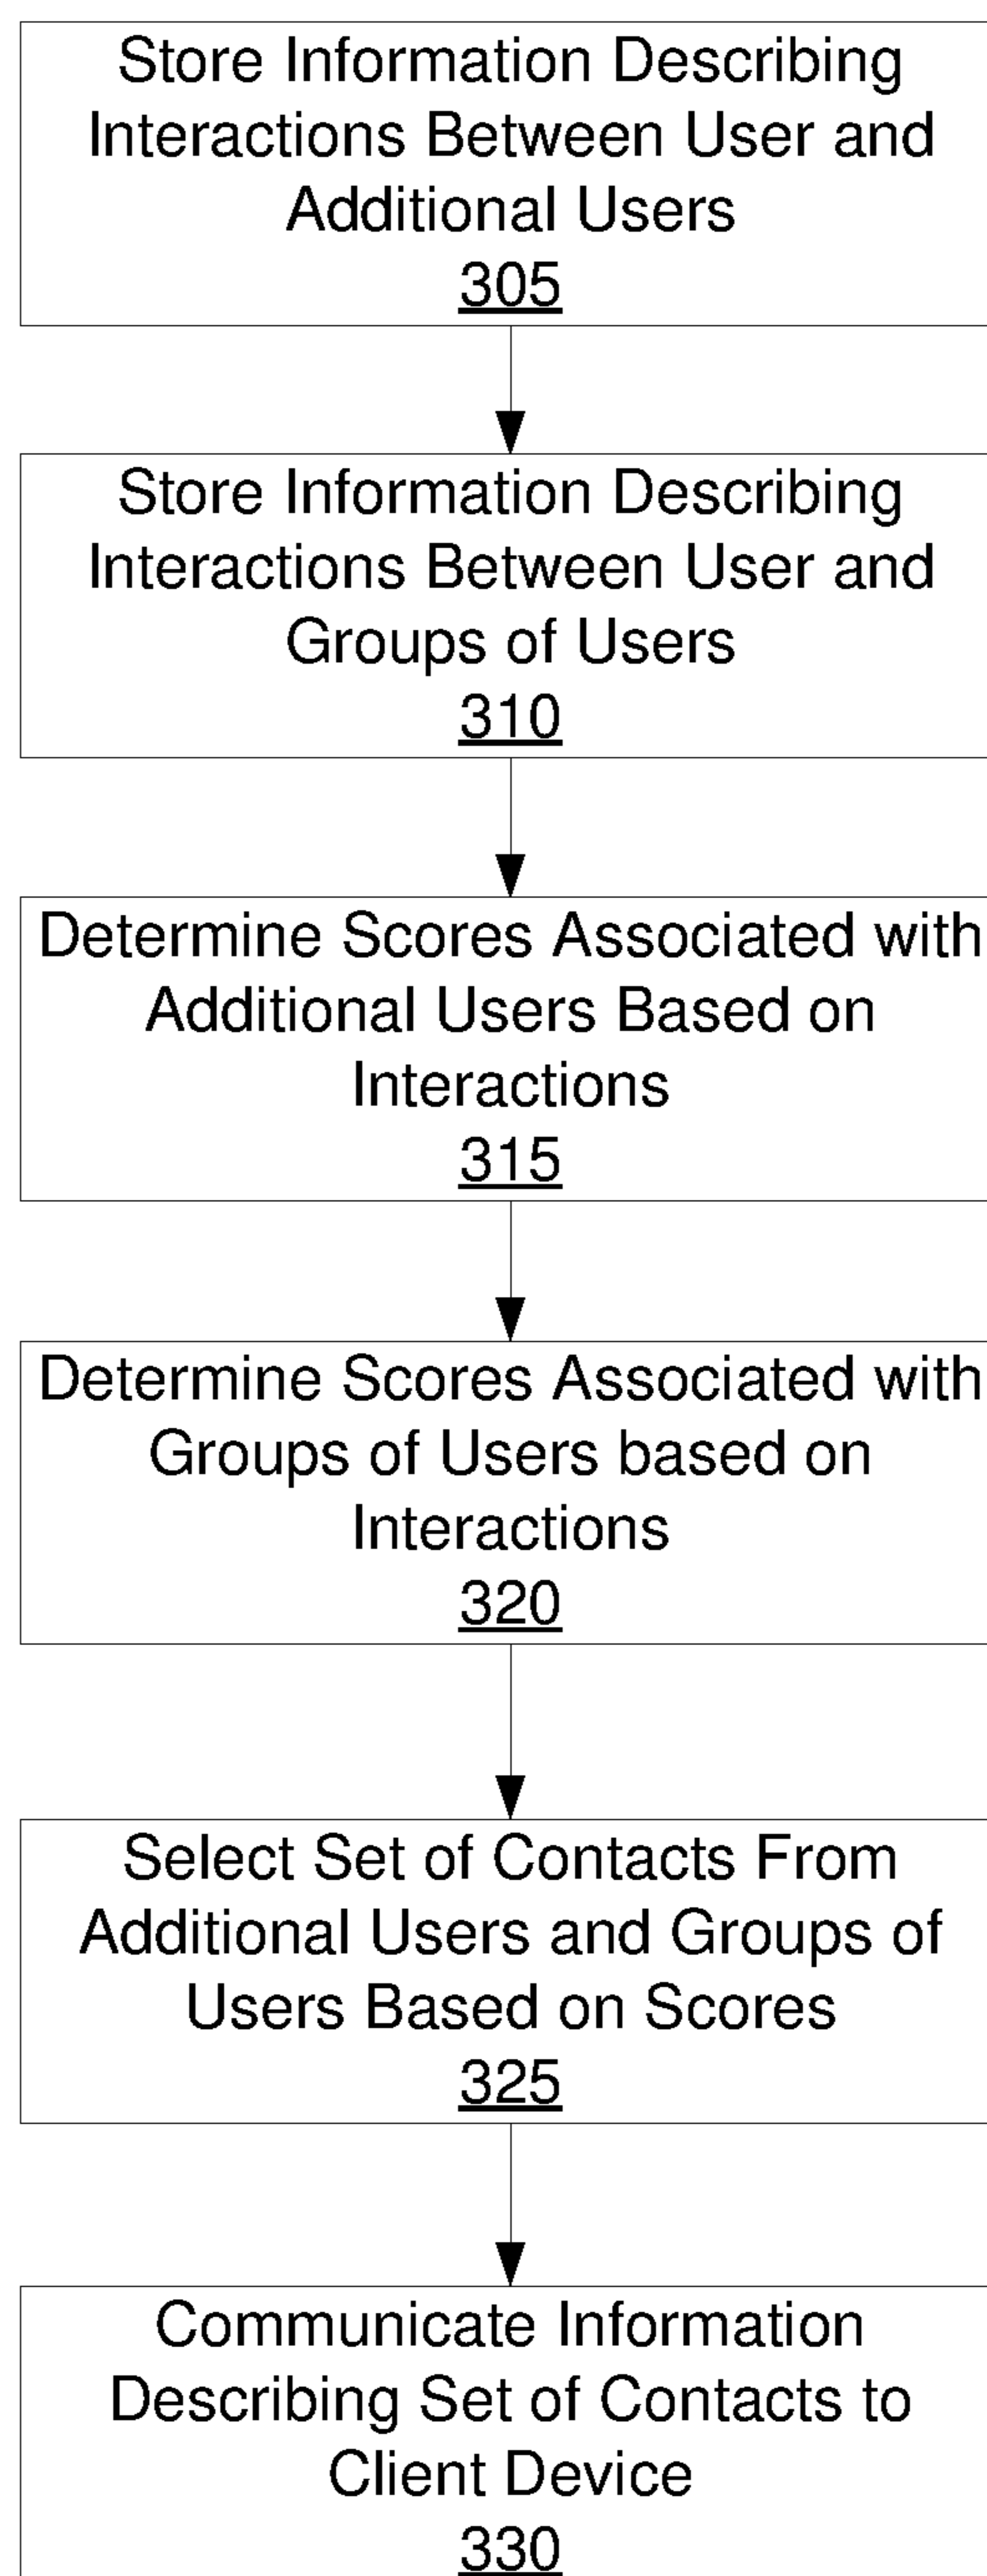 Store Information Describing
Interactions Between User and
Additional Users
305
Store Information Describing
Interactions Between User and
Groups of Users
310
Determine Scores Associated with
Additional Users Based on
Interactions
315
Determine Scores Associated with
Groups of Users based on
Interactions
320
Select Set of Contacts From
Additional Users and Groups of
Users Based on Scores
325
Communicate Information
Describing Set of Contacts to
Client Device
330